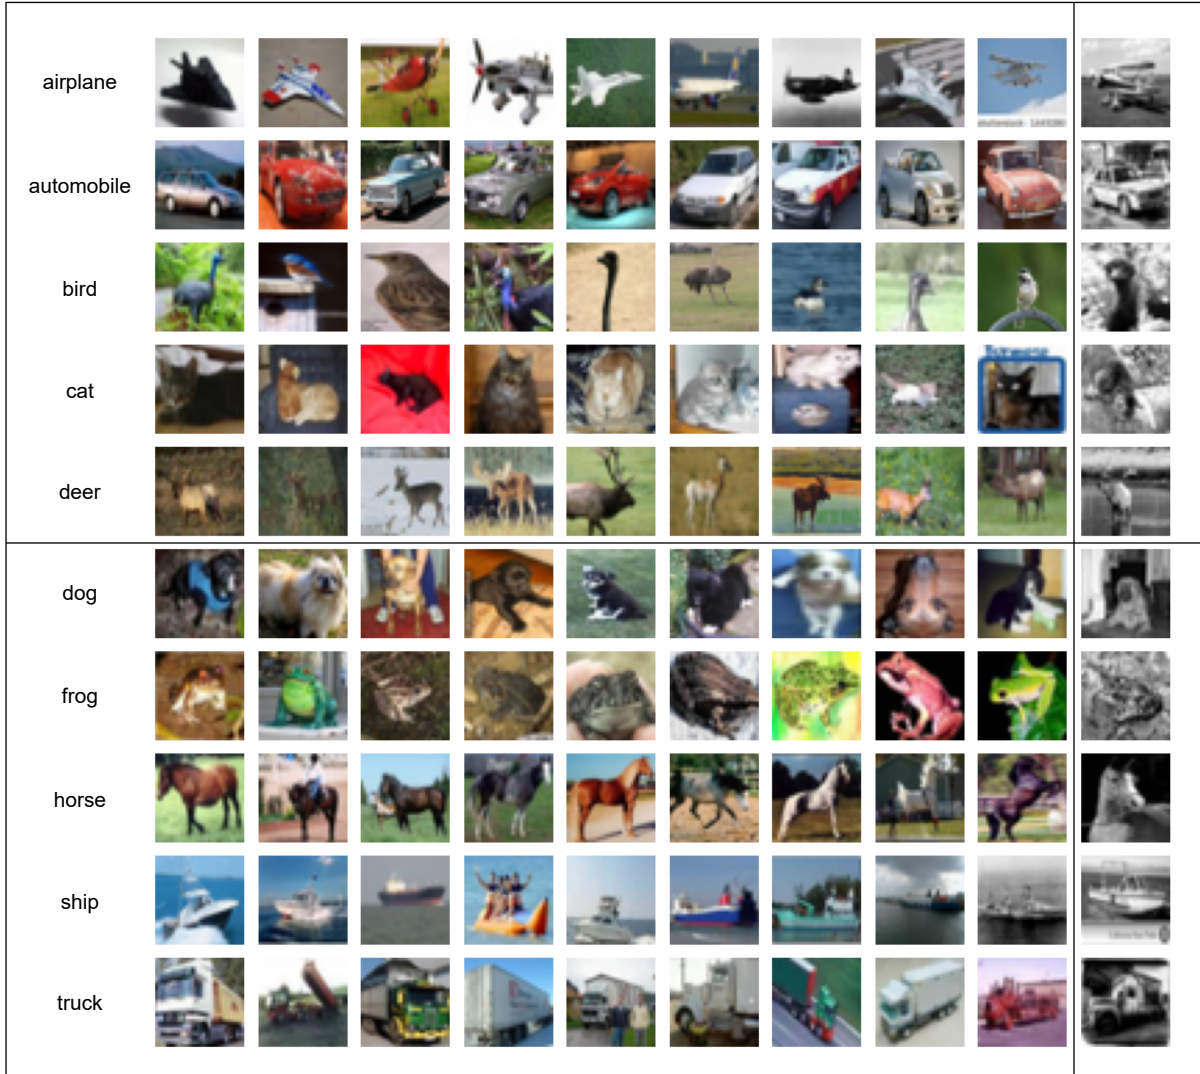 airplane
automobile
bird
cat
deer
dog
frog
horse
ship
truck